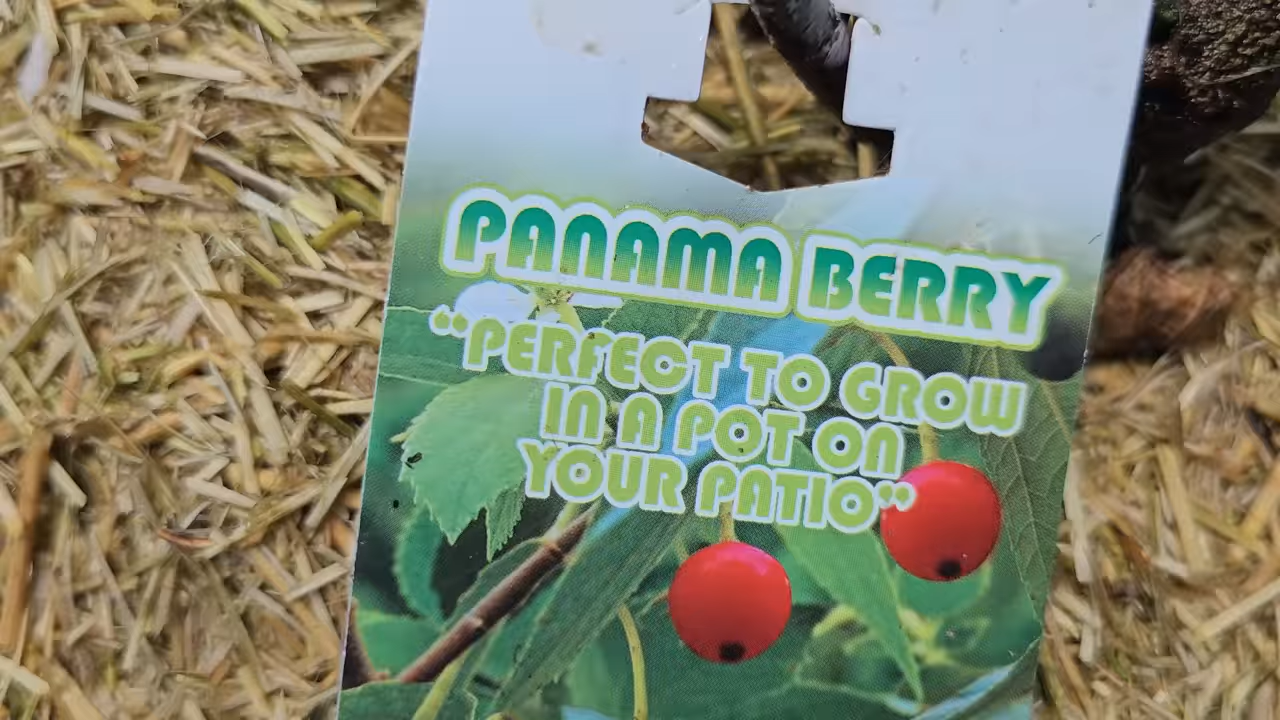 PANAMA BERRY
“PERFECT TO GROW
IN A POT ON
YOUR PATIO”